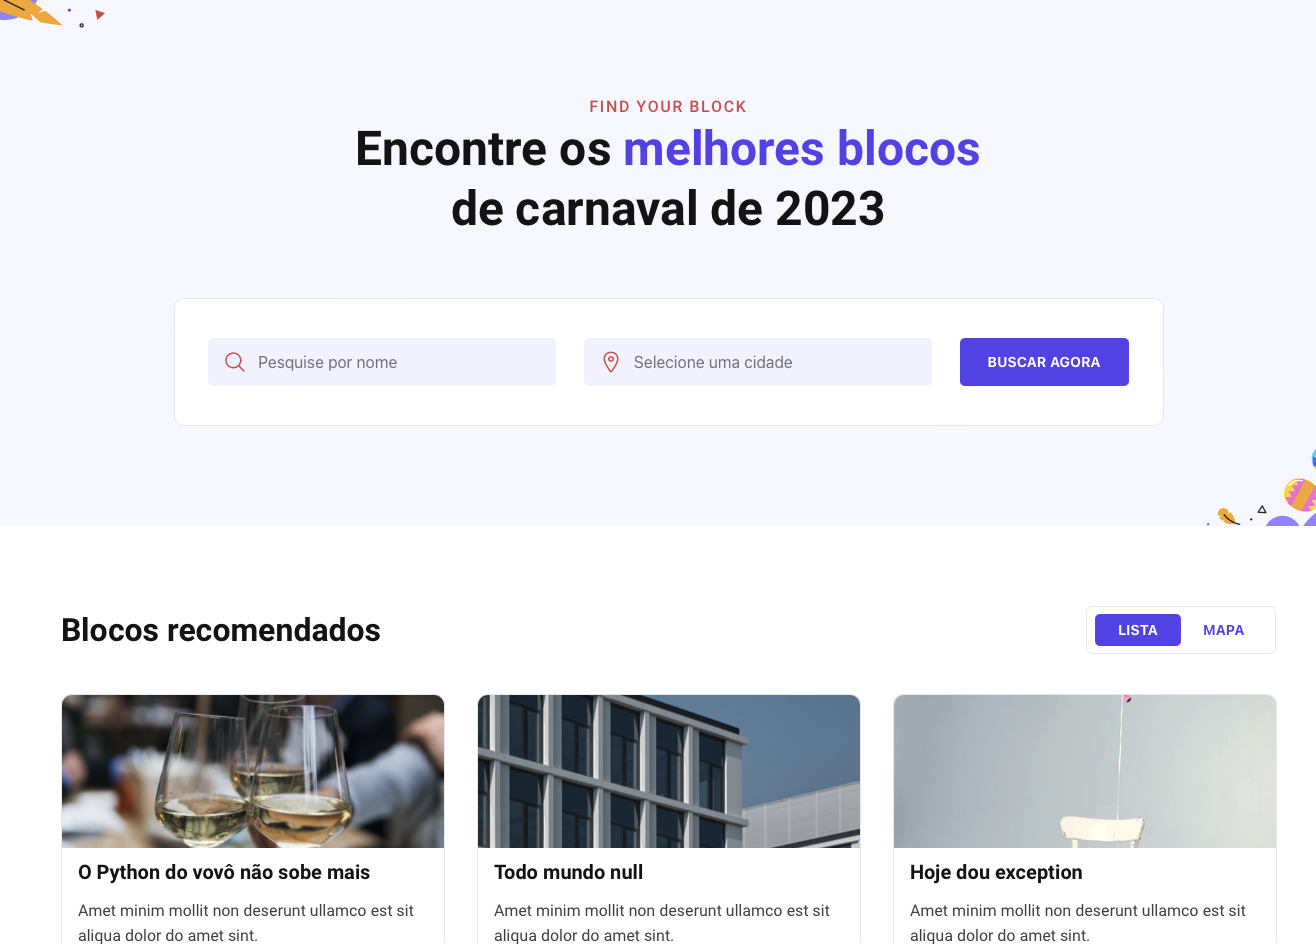 FIND YOUR BLOCK
Encontre os melhores blocos
de carnaval de 2023
Pesquise por nome
Selecione uma cidade
BUSCAR AGORA
Blocos recomendados
LISTA
MAPA
O Python do vovô não sobe mais
Amet minim mollit non deserunt ullamco est sit
aliqua dolor do amet sint.
Todo mundo null
Amet minim mollit non deserunt ullamco est sit
aliqua dolor do amet sint.
Hoje dou exception
Amet minim mollit non deserunt ullamco est sit
aliqua dolor do amet sint.